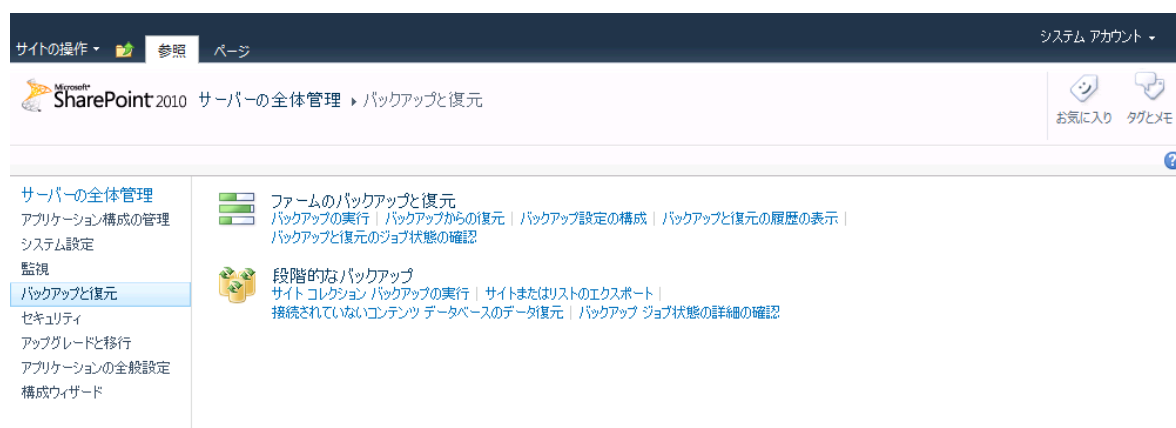 システム アカウント
サイトの操作 参照 ページ
Microsoft SharePoint 2010 サーバーの全体管理 ▸ バックアップと復元
お気に入り タグとメモ
サーバーの全体管理
アプリケーション構成の管理
システム設定
監視
バックアップと復元
セキュリティ
アップグレードと移行
アプリケーションの全般設定
構成ウィザード
ファームのバックアップと復元
バックアップの実行 | バックアップからの復元 | バックアップ設定の構成 | バックアップと復元の履歴の表示 |
バックアップと復元のジョブ状態の確認
段階的なバックアップ
サイト コレクション バックアップの実行 | サイトまたはリストのエクスポート |
接続されていないコンテンツ データベースのデータ復元 | バックアップ ジョブ状態の詳細の確認